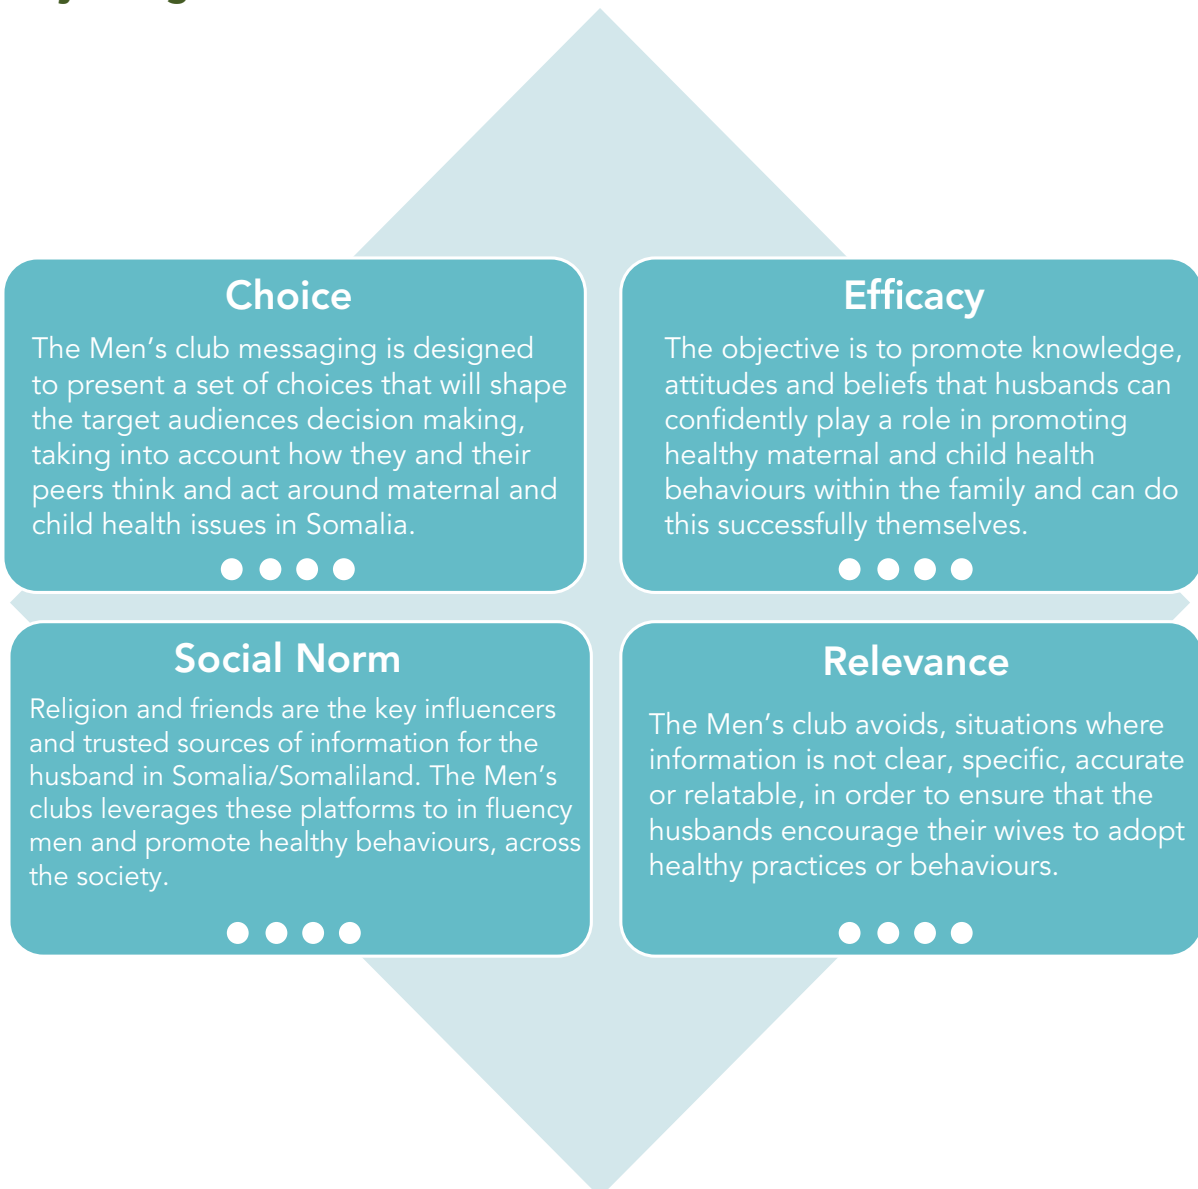 Choice
The Men’s club messaging is designed
to present a set of choices that will shape
the target audiences decision making,
taking into account how they and their
peers think and act around maternal and
child health issues in Somalia.
Efficacy
The objective is to promote knowledge,
attitudes and beliefs that husbands can
confidently play a role in promoting
healthy maternal and child health
behaviours within the family and can do
this successfully themselves.
Social Norm
Religion and friends are the key influencers
and trusted sources of information for the
husband in Somalia/Somaliland. The Men’s
clubs leverages these platforms to in fluency
men and promote healthy behaviours, across
the society.
Relevance
The Men’s club avoids, situations where
information is not clear, specific, accurate
or relatable, in order to ensure that the
husbands encourage their wives to adopt
healthy practices or behaviours.